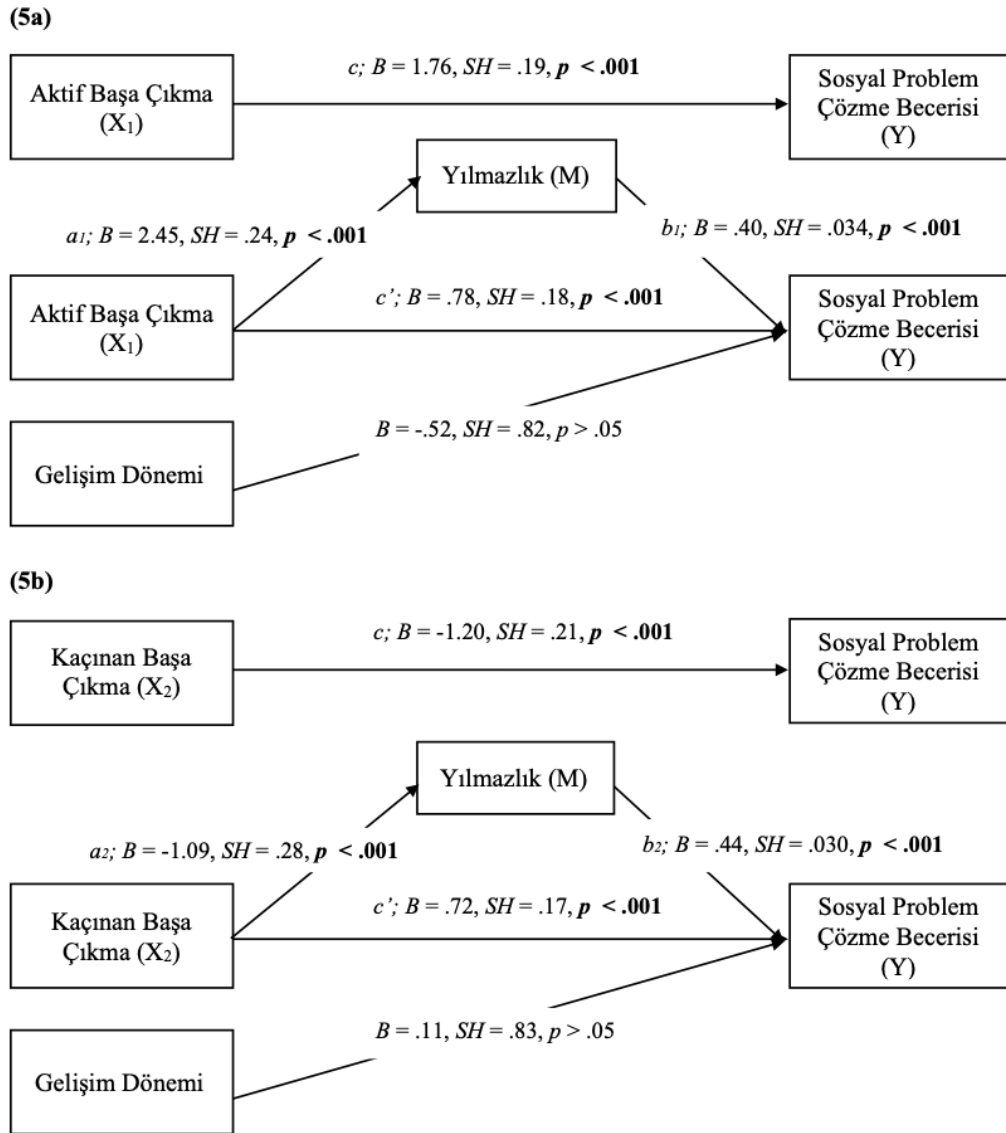 (5a)
c; B = 1.76, SH = .19, p < .001
Aktif Başa Çıkma
(X1)
Sosyal Problem
Çözme Becerisi
(Y)
Yılmazlık (M)
a1; B = 2.45, SH = .24, p < .001
b1; B = .40, SH = .034, p < .001
c’; B = .78, SH = .18, p < .001
Aktif Başa Çıkma
(X1)
Sosyal Problem
Çözme Becerisi
(Y)
B = -.52, SH = .82, p > .05
Gelişim Dönemi
(5b)
c; B = -1.20, SH = .21, p < .001
Kaçınan Başa
Çıkma (X2)
Sosyal Problem
Çözme Becerisi
(Y)
Yılmazlık (M)
a2; B = -1.09, SH = .28, p < .001
b2; B = .44, SH = .030, p < .001
c’; B = .72, SH = .17, p < .001
Kaçınan Başa
Çıkma (X2)
Sosyal Problem
Çözme Becerisi
(Y)
B = .11, SH = .83, p > .05
Gelişim Dönemi